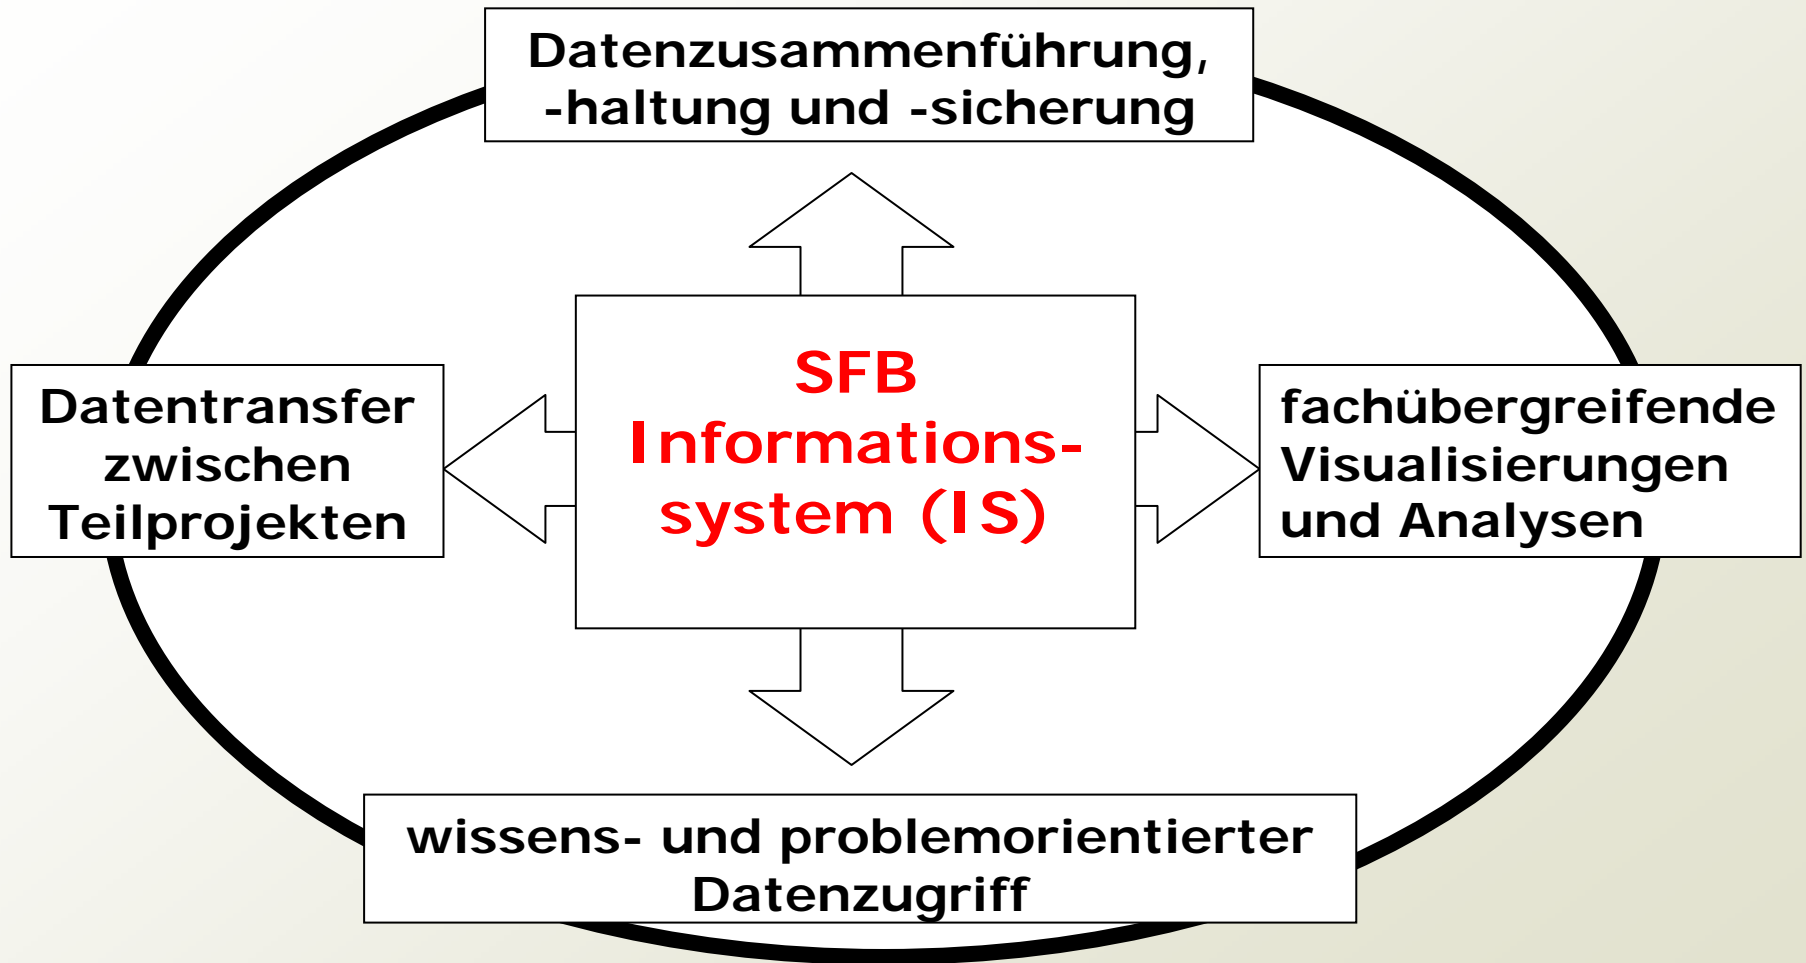 Datenzusammenführung,
-haltung und -sicherung
SFB
Informations-
system (IS)
Datentransfer
zwischen
Teilprojekten
fachübergreifende
Visualisierungen
und Analysen
wissens- und problemorientierter
Datenzugriff